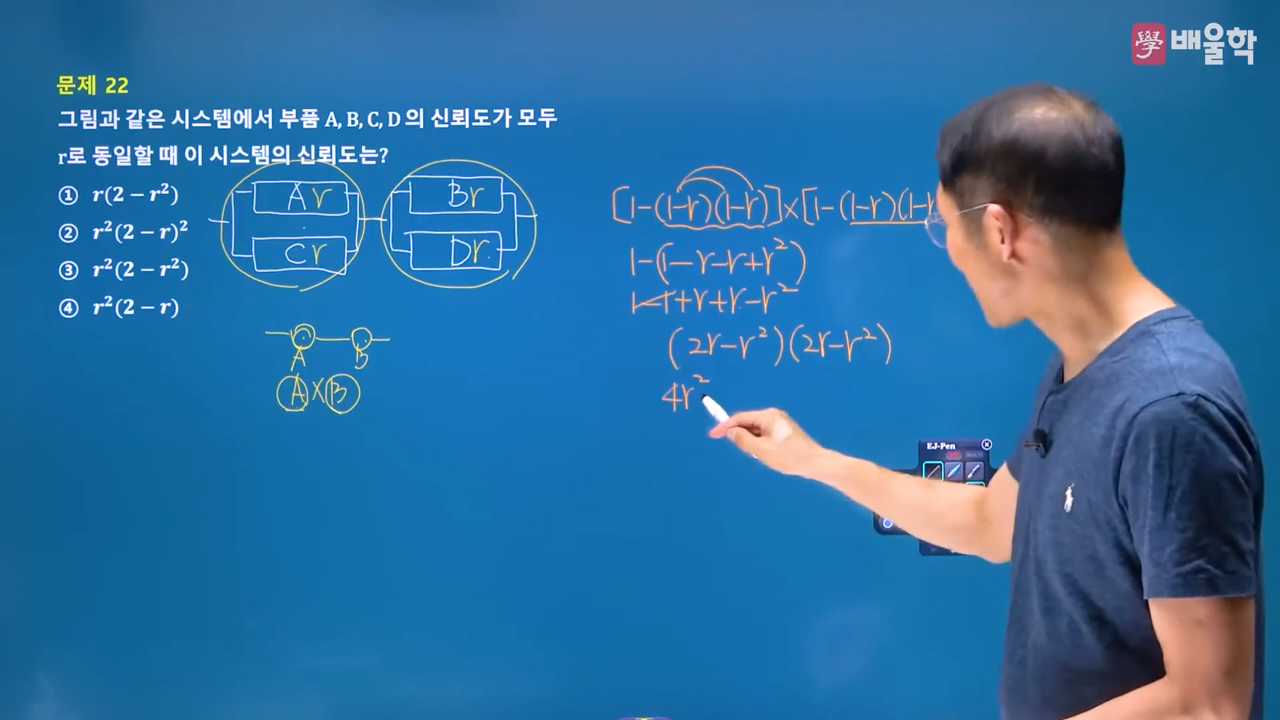 學 배울학
문제 22
그림과 같은 시스템에서 부품 A, B, C, D의 신뢰도가 모두
r로 동일할 때 이 시스템의 신뢰도는?
① r(2 − r²)
② r²(2 − r)²
③ r²(2 − r²)
④ r²(2 − r)
Ar
Br
Cr
Dr
A B
A×B
[1-(1-r)(1-r)]×[1-(1-r)(1-r
1-(1-r-r+r²)
1-1+r+r-r²
(2r-r²)(2r-r²)
4r²
EJ-Pen